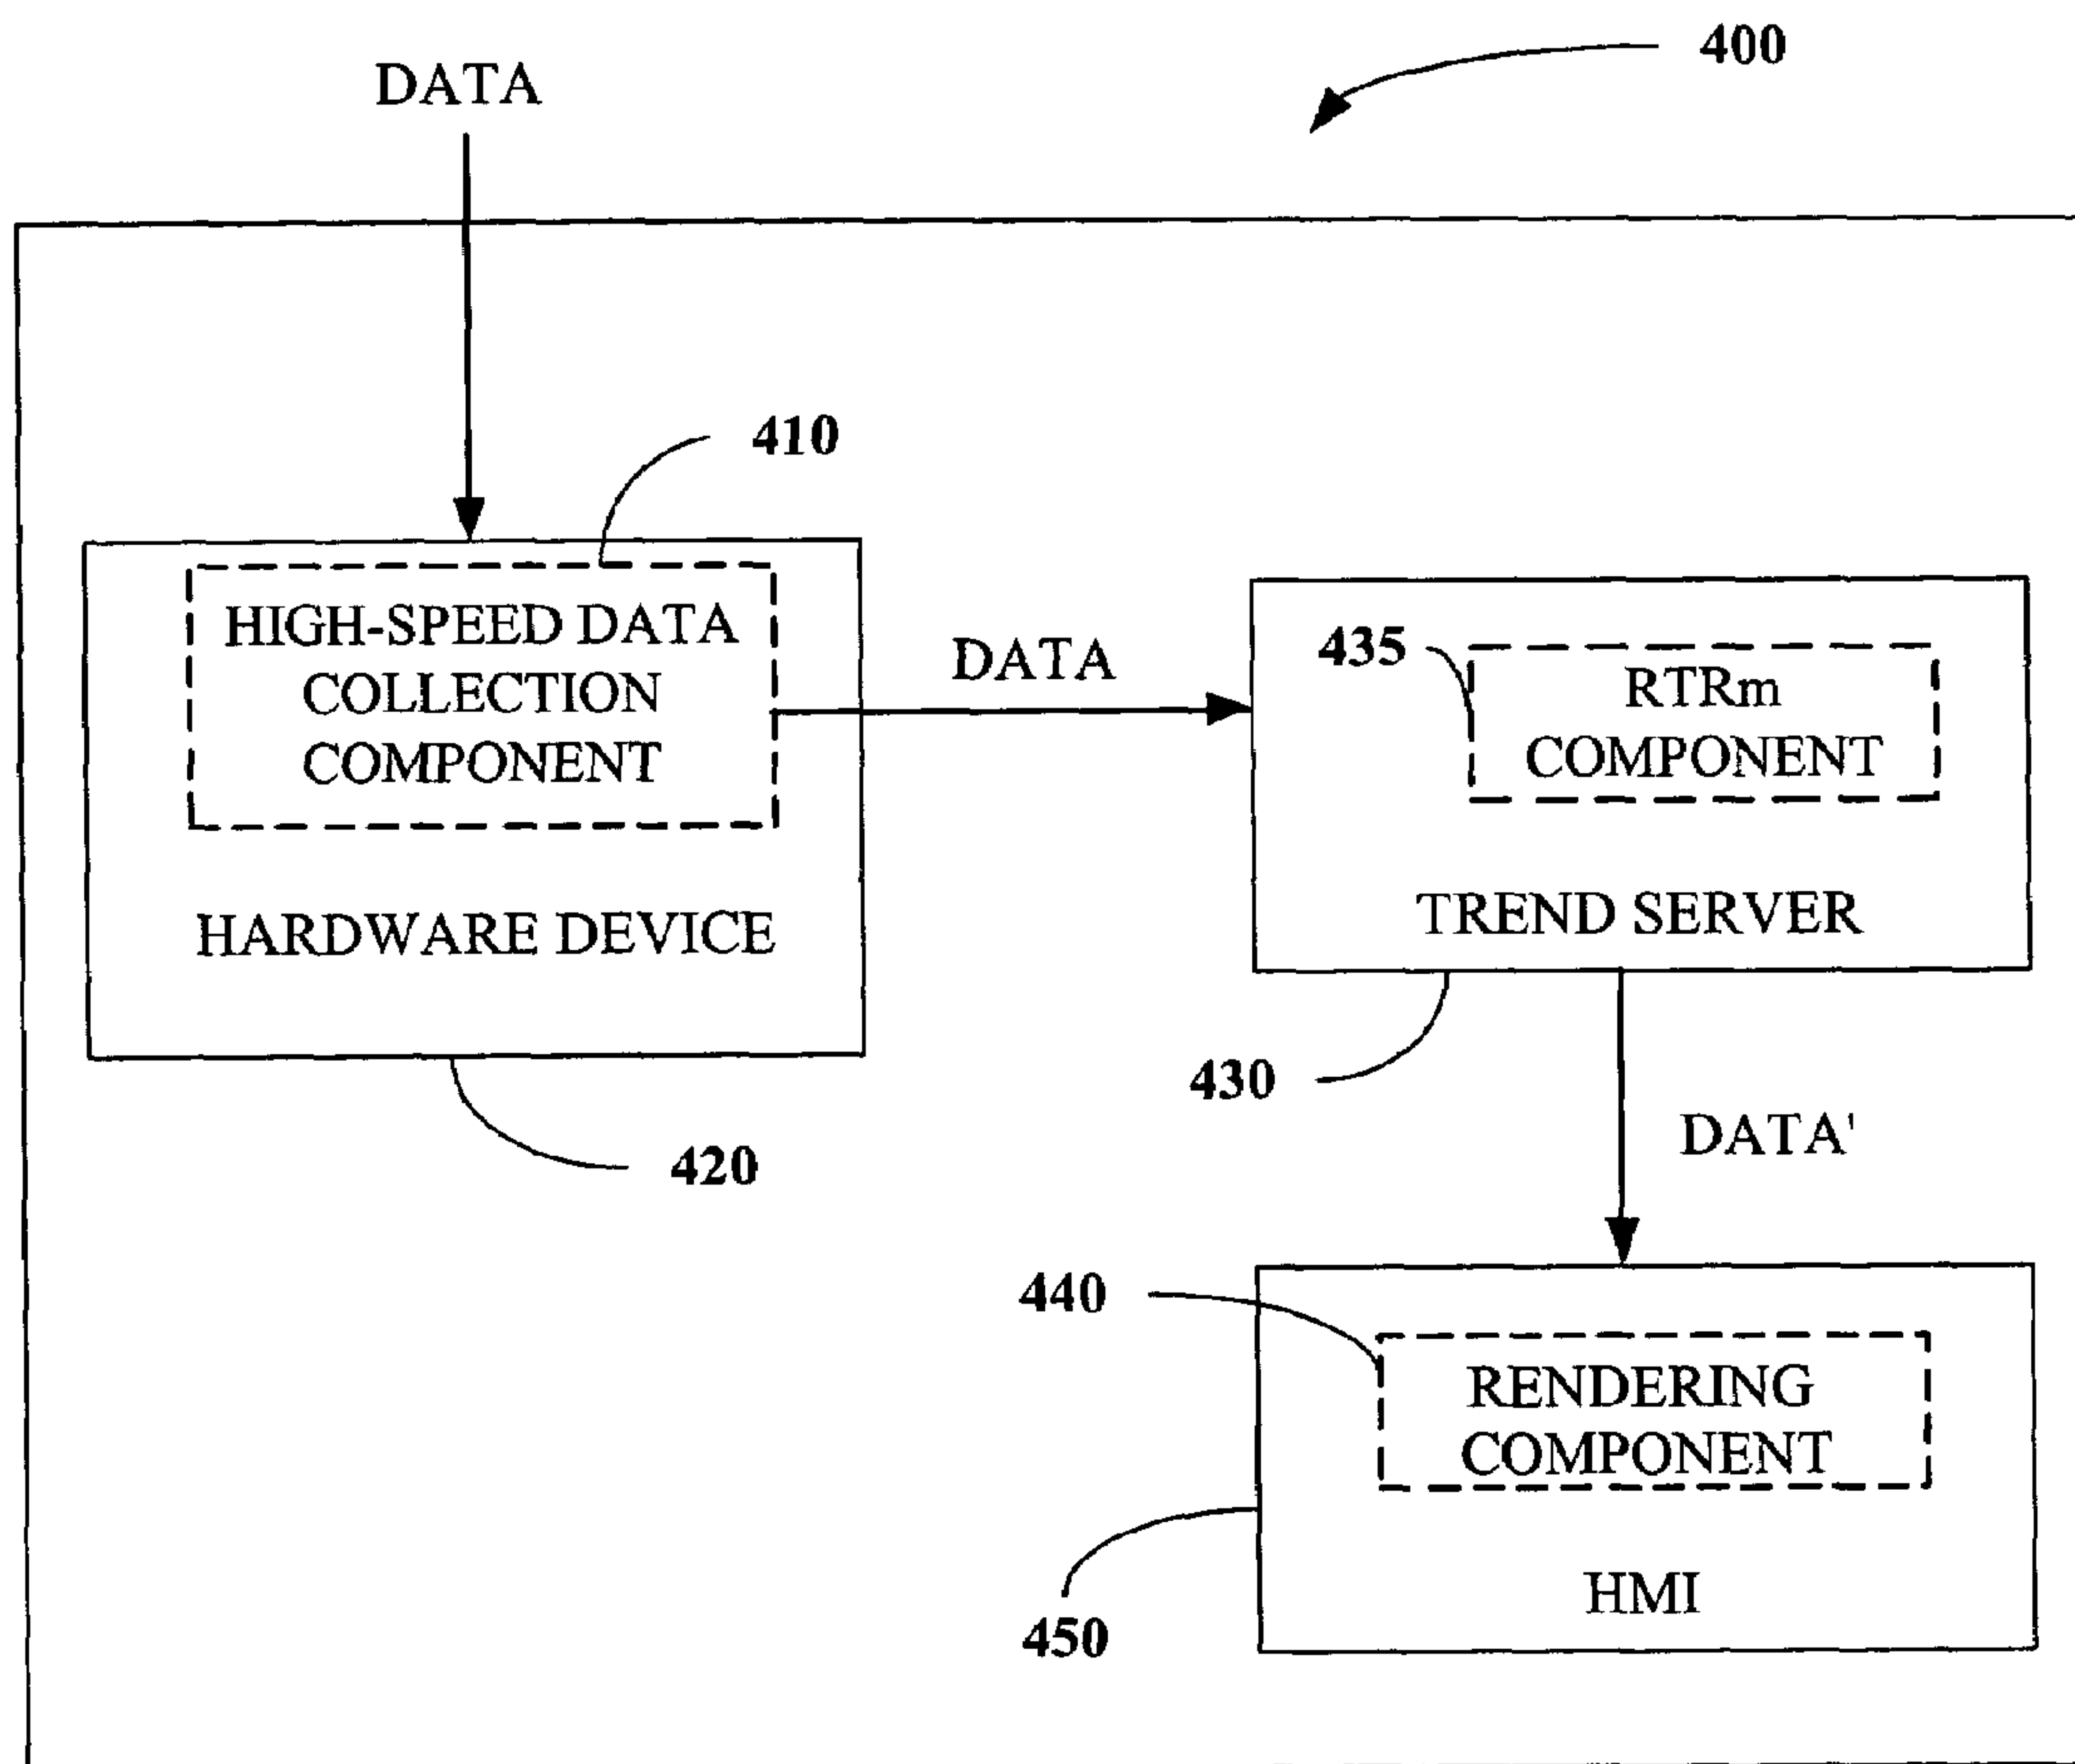 400
DATA
410
HIGH-SPEED DATA
COLLECTION
COMPONENT
HARDWARE DEVICE
420
DATA
435
RTRm
COMPONENT
TREND SERVER
430
DATA'
440
RENDERING
COMPONENT
HMI
450